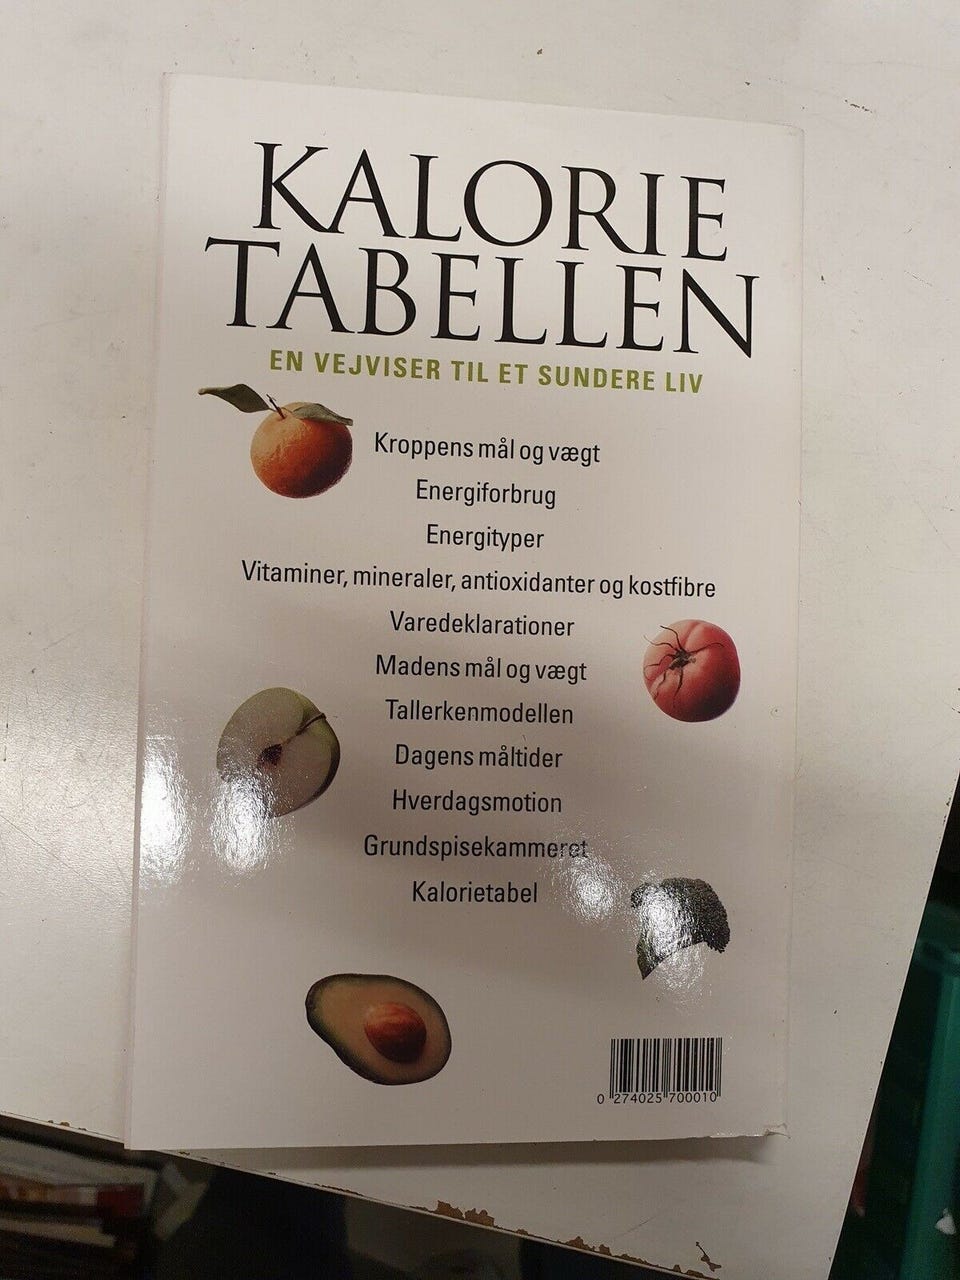 KALORIE
TABELLEN
EN VEJVISER TIL ET SUNDERE LIV
Kroppens mål og vægt
Energiforbrug
Energityper
Vitaminer, mineraler, antioxidanter og kostfibre
Varedeklarationer
Madens mål og vægt
Tallerkenmodellen
Dagens måltider
Hverdagsmotion
Grundspisekammeret
Kalorietabel
0 274025 700010